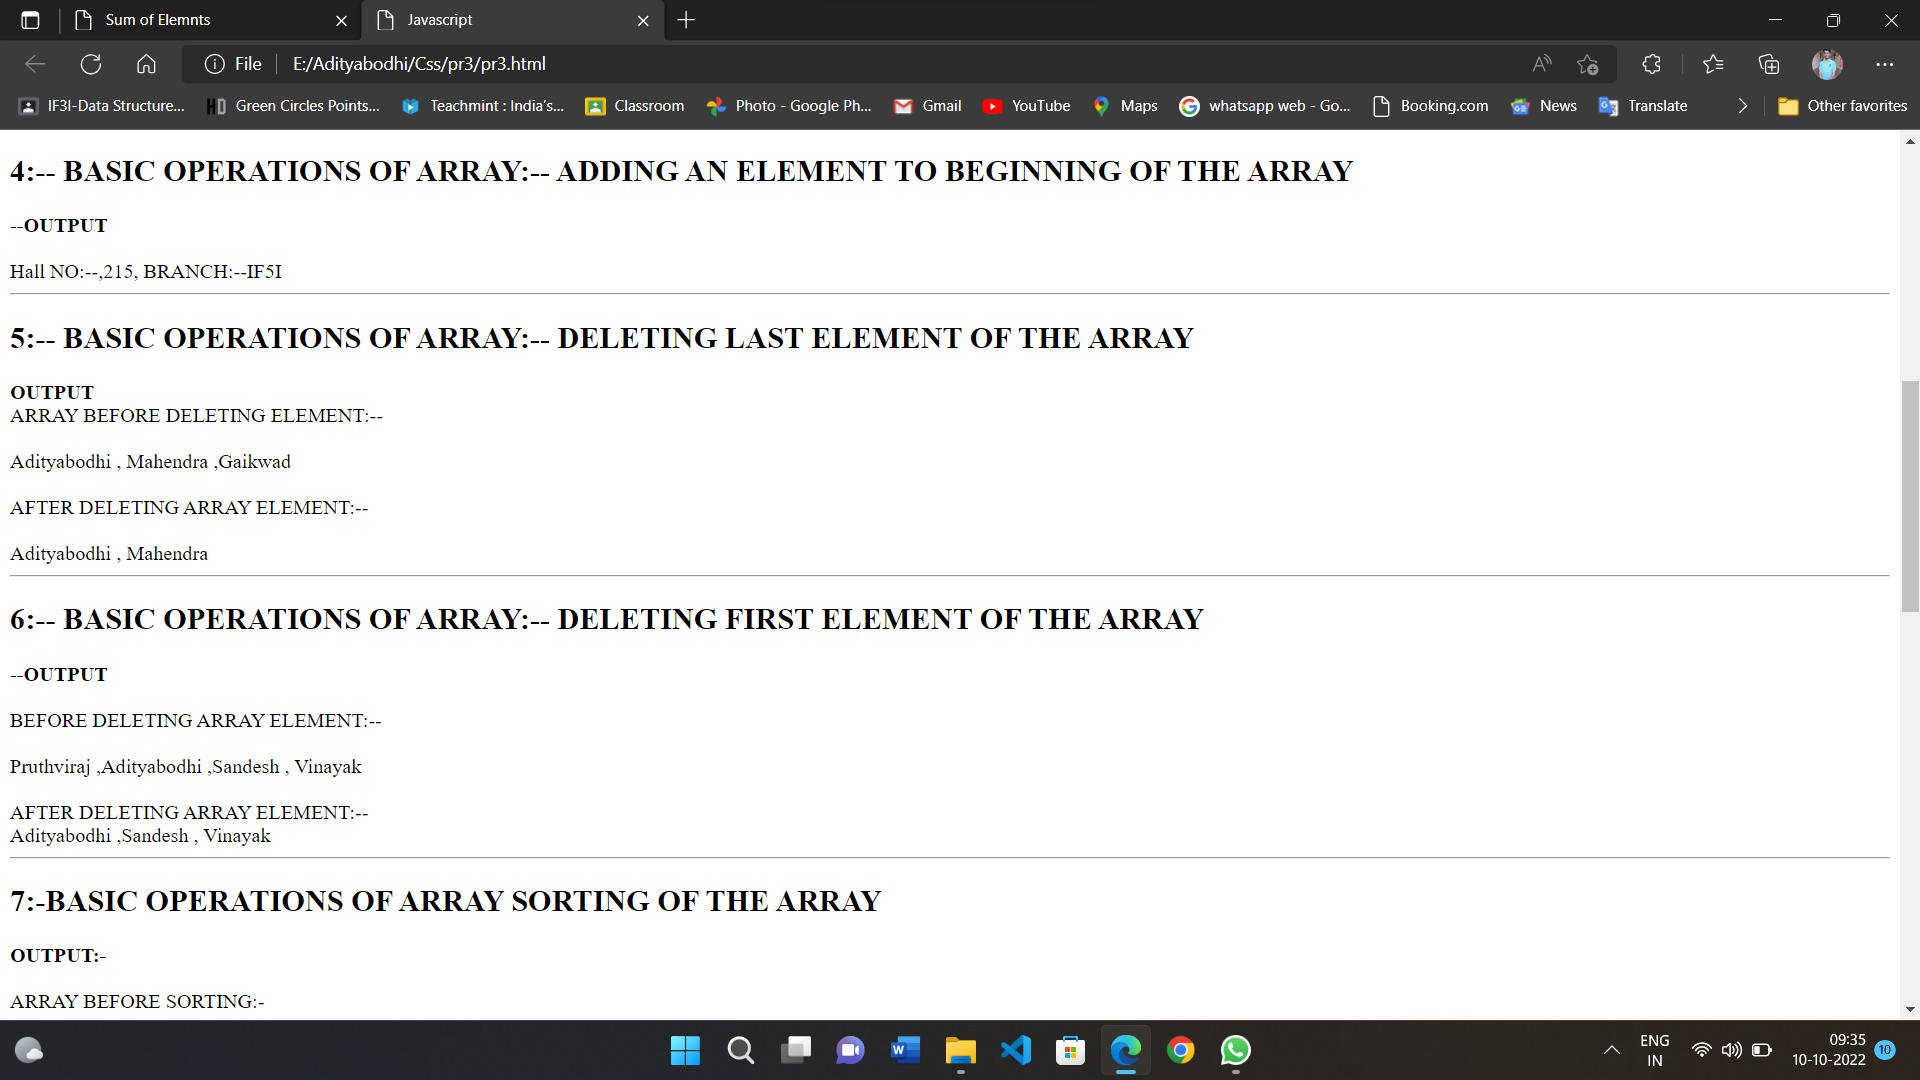 Sum of Elemnts
Javascript
File
E:/Adityabodhi/Css/pr3/pr3.html
IF3I-Data Structure...
Green Circles Points...
Teachmint : India's...
Classroom
Photo - Google Ph...
Gmail
YouTube
Maps
whatsapp web - Go...
Booking.com
News
Translate
Other favorites
4:-- BASIC OPERATIONS OF ARRAY:-- ADDING AN ELEMENT TO BEGINNING OF THE ARRAY
--OUTPUT
Hall NO:--,215, BRANCH:--IF5I
5:-- BASIC OPERATIONS OF ARRAY:-- DELETING LAST ELEMENT OF THE ARRAY
OUTPUT
ARRAY BEFORE DELETING ELEMENT:--
Adityabodhi , Mahendra ,Gaikwad
AFTER DELETING ARRAY ELEMENT:--
Adityabodhi , Mahendra
6:-- BASIC OPERATIONS OF ARRAY:-- DELETING FIRST ELEMENT OF THE ARRAY
--OUTPUT
BEFORE DELETING ARRAY ELEMENT:--
Pruthviraj ,Adityabodhi ,Sandesh , Vinayak
AFTER DELETING ARRAY ELEMENT:--
Adityabodhi ,Sandesh , Vinayak
7:-BASIC OPERATIONS OF ARRAY SORTING OF THE ARRAY
OUTPUT:-
ARRAY BEFORE SORTING:-
ENG
IN
09:35
10-10-2022
10